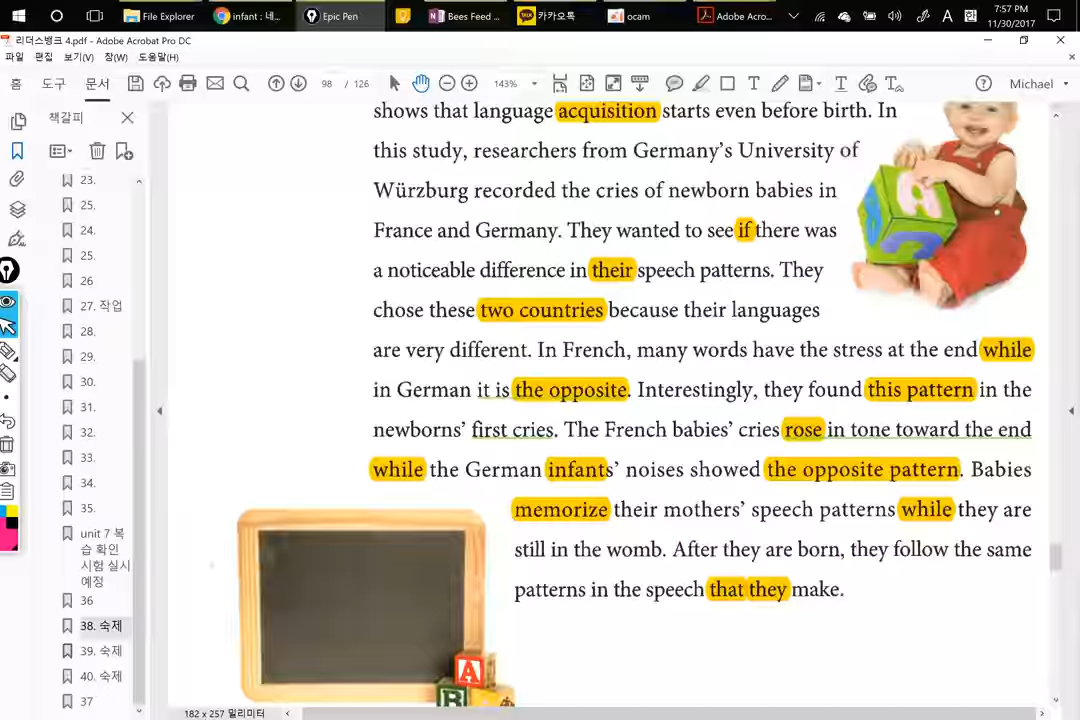 File Explorer
infant : 네...
Epic Pen
Bees Feed ...
카카오톡
ocam
Adobe Acro...
A
한
7:57 PM
11/30/2017
리더스뱅크 4.pdf - Adobe Acrobat Pro DC
파일 편집 보기(V) 창(W) 도움말(H)
홈 도구 문서
98 / 126
143%
Michael
책갈피
23.
25.
24.
25.
26
27. 작업
28.
29.
30.
31.
32.
33.
34.
35.
unit 7 복
습 확인
시험 실시
예정
36
38. 숙제
39. 숙제
40. 숙제
37
shows that language acquisition starts even before birth. In
this study, researchers from Germany's University of
Würzburg recorded the cries of newborn babies in
France and Germany. They wanted to see if there was
a noticeable difference in their speech patterns. They
chose these two countries because their languages
are very different. In French, many words have the stress at the end while
in German it is the opposite. Interestingly, they found this pattern in the
newborns' first cries. The French babies' cries rose in tone toward the end
while the German infants' noises showed the opposite pattern. Babies
memorize their mothers' speech patterns while they are
still in the womb. After they are born, they follow the same
patterns in the speech that they make.
A
B
182 x 257 밀리미터